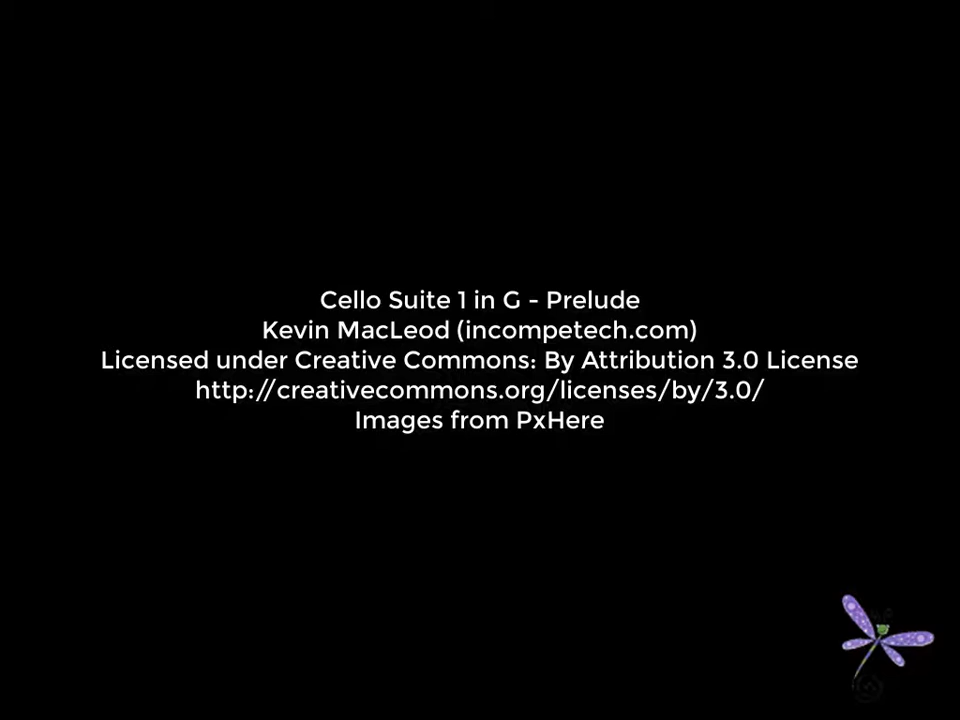 Cello Suite 1 in G - Prelude
Kevin MacLeod (incompetech.com)
Licensed under Creative Commons: By Attribution 3.0 License
http://creativecommons.org/licenses/by/3.0/
Images from PxHere